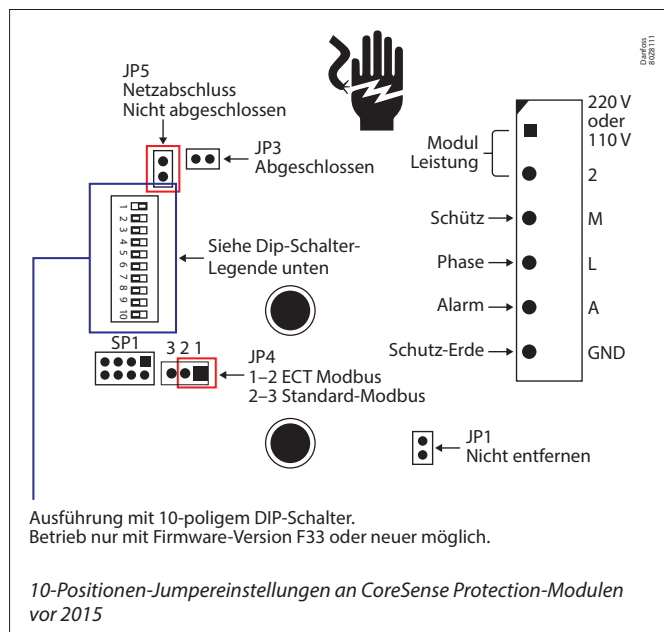 Danfoss
80Z8111
JP5
Netzabschluss
Nicht abgeschlossen
JP3
Abgeschlossen
220 V
oder
110 V
Modul
Leistung
2
Schütz
M
Phase
L
Alarm
A
Schutz-Erde
GND
1
2
3
4
5
6
7
8
9
10
Siehe Dip-Schalter-
Legende unten
SP1
3 2 1
JP4
1–2 ECT Modbus
2–3 Standard-Modbus
JP1
Nicht entfernen
Ausführung mit 10-poligem DIP-Schalter.
Betrieb nur mit Firmware-Version F33 oder neuer möglich.
10-Positionen-Jumpereinstellungen an CoreSense Protection-Modulen
vor 2015